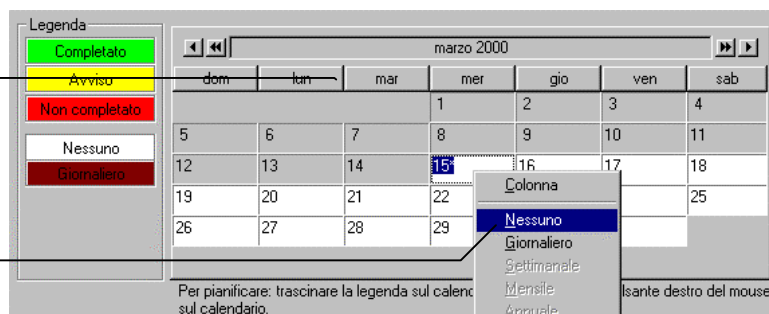 Legenda
Completato
Avviso
Non completato
Nessuno
Giornaliero
marzo 2000
dom lun mar mer gio ven sab
1 2 3 4
5 6 7 8 9 10 11
12 13 14 15* 16 17 18
19 20 21 22 25
26 27 28 29
Colonna
Nessuno
Giornaliero
Settimanale
Mensile
Annuale
Per pianificare: trascinare la legenda sul calend lsante destro del mouse
sul calendario.